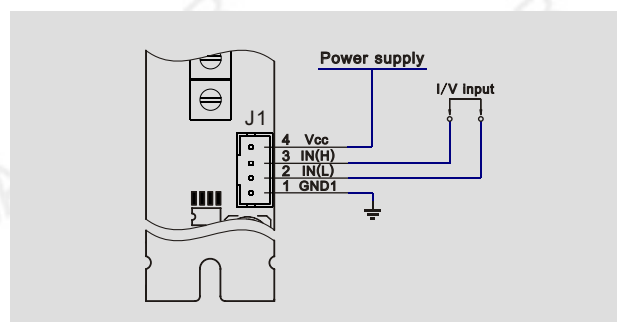 Power supply
I/V Input
J1
4 Vcc
3 IN(H)
2 IN(L)
1 GND1